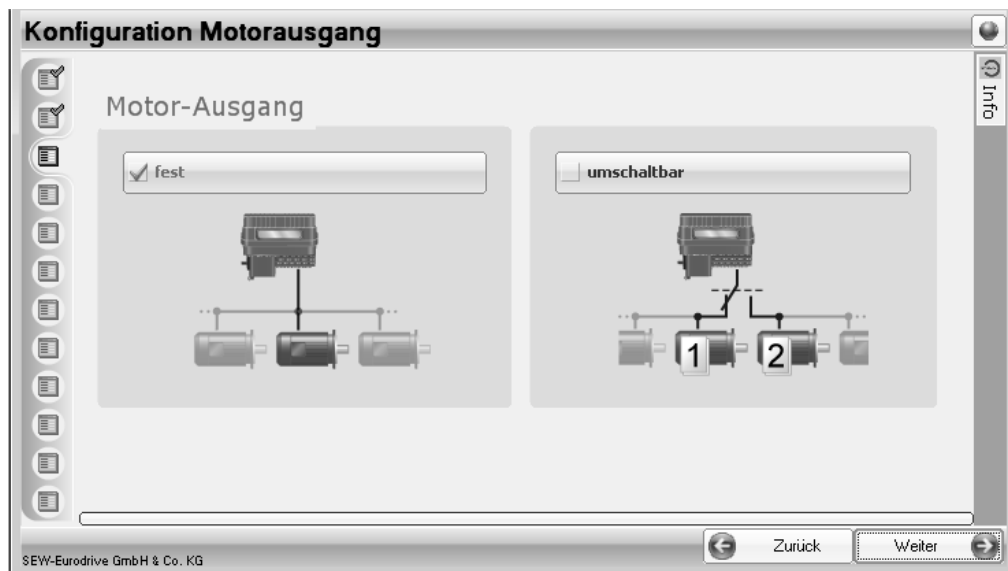 Konfiguration Motorausgang
Info
Motor-Ausgang
fest
umschaltbar
1
2
Zurück
Weiter
SEW-Eurodrive GmbH & Co. KG